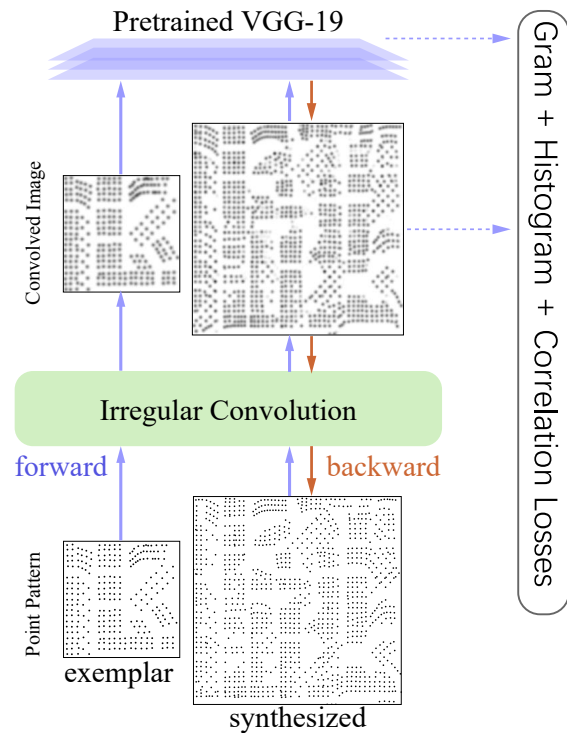 Pretrained VGG-19
Convolved Image
Irregular Convolution
forward
backward
Point Pattern
exemplar
synthesized
Gram + Histogram + Correlation Losses